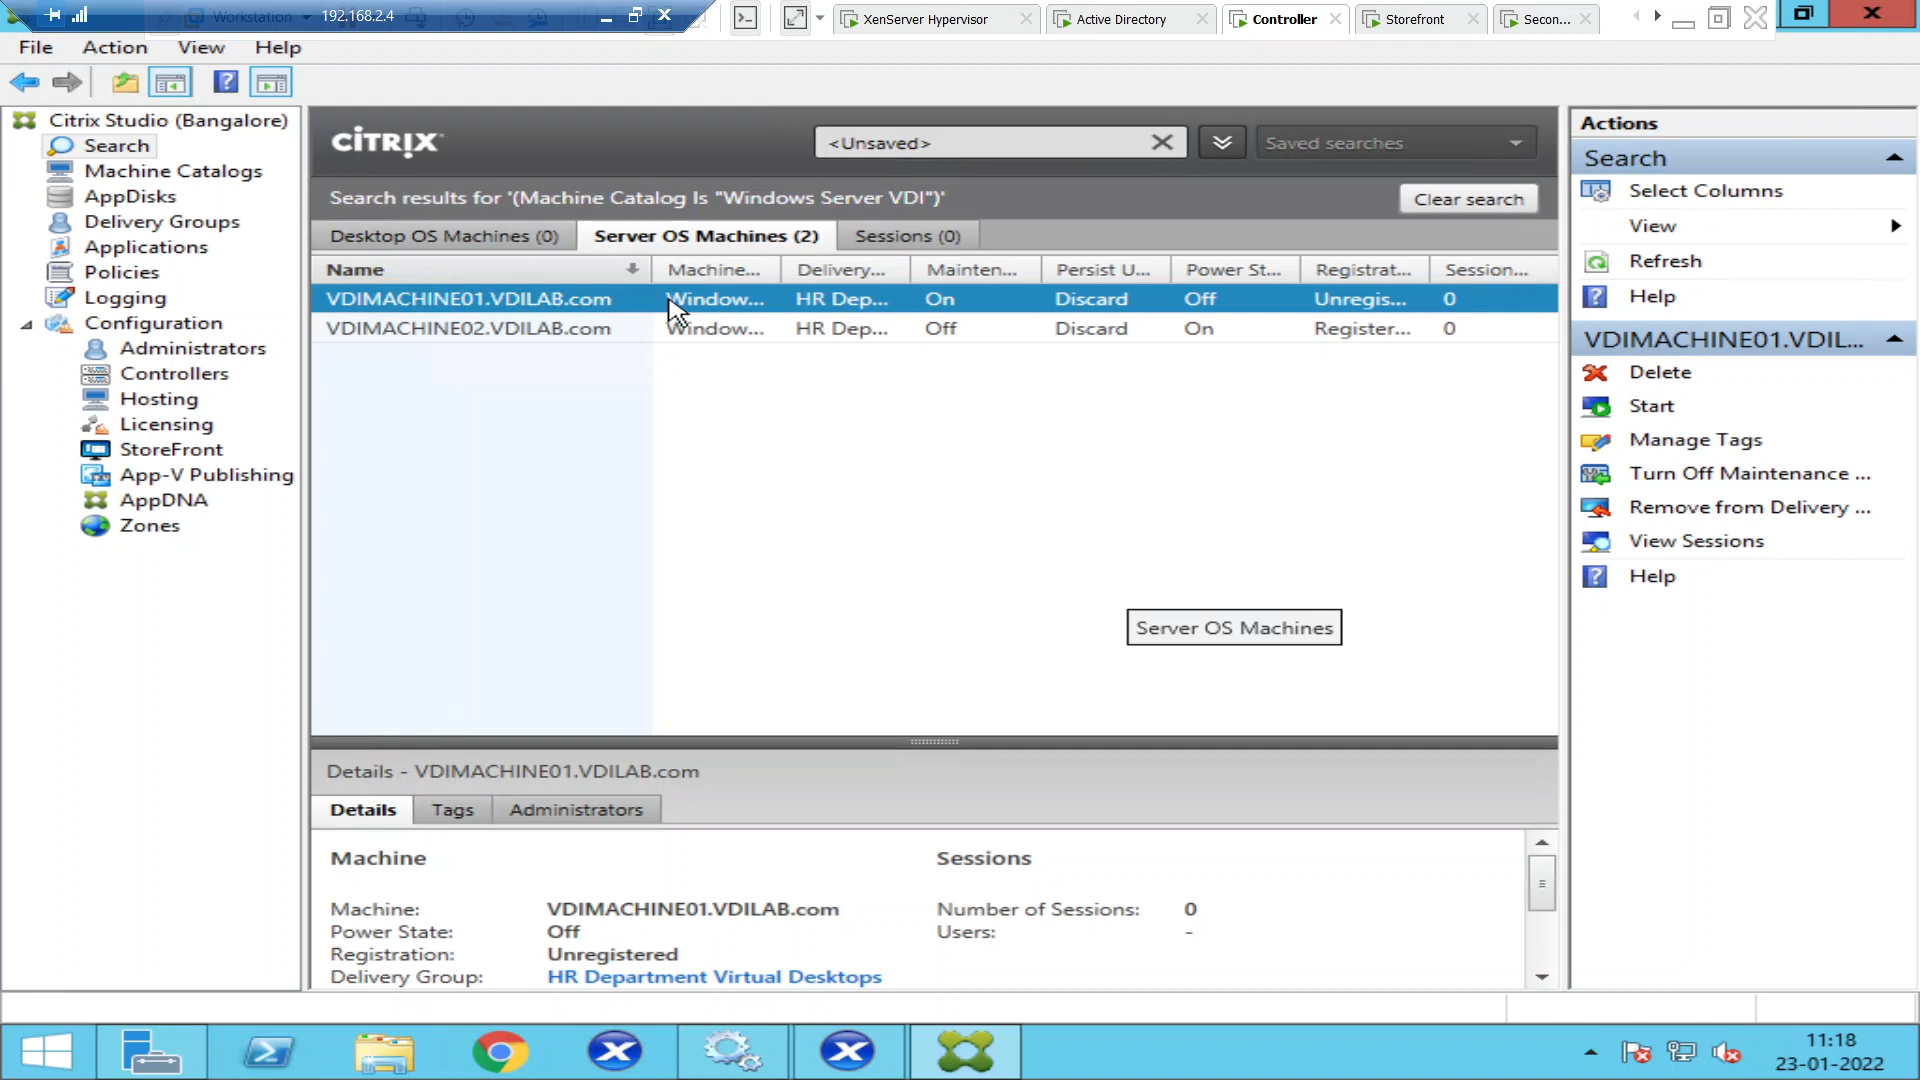 Workstation
192.168.2.4
XenServer Hypervisor
Active Directory
Controller
Storefront
Secon...
File Action View Help
Citrix Studio (Bangalore)
Search
Machine Catalogs
AppDisks
Delivery Groups
Applications
Policies
Logging
Configuration
Administrators
Controllers
Hosting
Licensing
StoreFront
App-V Publishing
AppDNA
Zones
CiTRIX
<Unsaved>
Saved searches
Search results for '(Machine Catalog Is "Windows Server VDI")'
Clear search
Desktop OS Machines (0) Server OS Machines (2) Sessions (0)
Name Machine... Delivery... Mainten... Persist U... Power St... Registrat... Session...
VDIMACHINE01.VDILAB.com Window... HR Dep... On Discard Off Unregis... 0
VDIMACHINE02.VDILAB.com Window... HR Dep... Off Discard On Register... 0
Server OS Machines
Details - VDIMACHINE01.VDILAB.com
Details Tags Administrators
Machine
Machine: VDIMACHINE01.VDILAB.com
Power State: Off
Registration: Unregistered
Delivery Group: HR Department Virtual Desktops
Sessions
Number of Sessions: 0
Users: -
Actions
Search
Select Columns
View
Refresh
Help
VDIMACHINE01.VDIL...
Delete
Start
Manage Tags
Turn Off Maintenance ...
Remove from Delivery ...
View Sessions
Help
11:18
23-01-2022